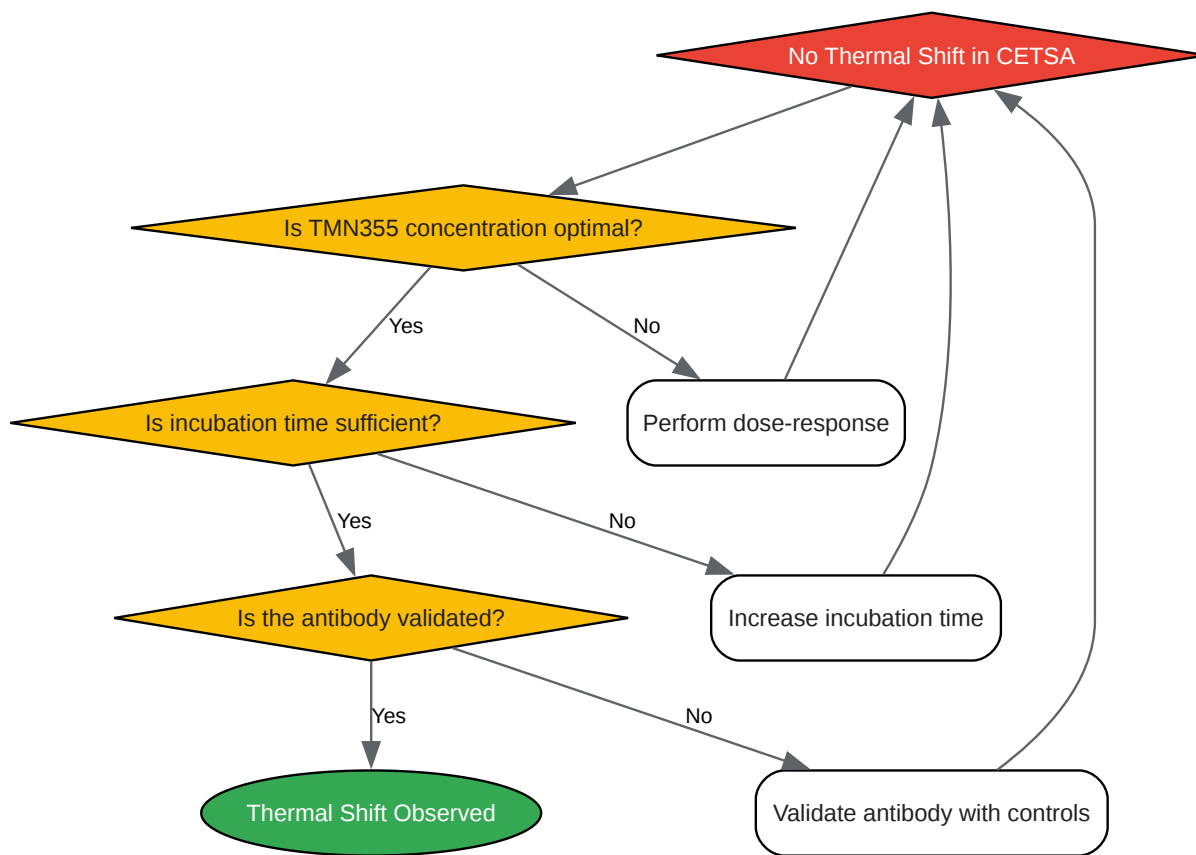 No Thermal Shift in CETSA
Is TMN355 concentration optimal?
Yes
No
Is incubation time sufficient?
Perform dose-response
Yes
No
Is the antibody validated?
Increase incubation time
Yes
No
Thermal Shift Observed
Validate antibody with controls